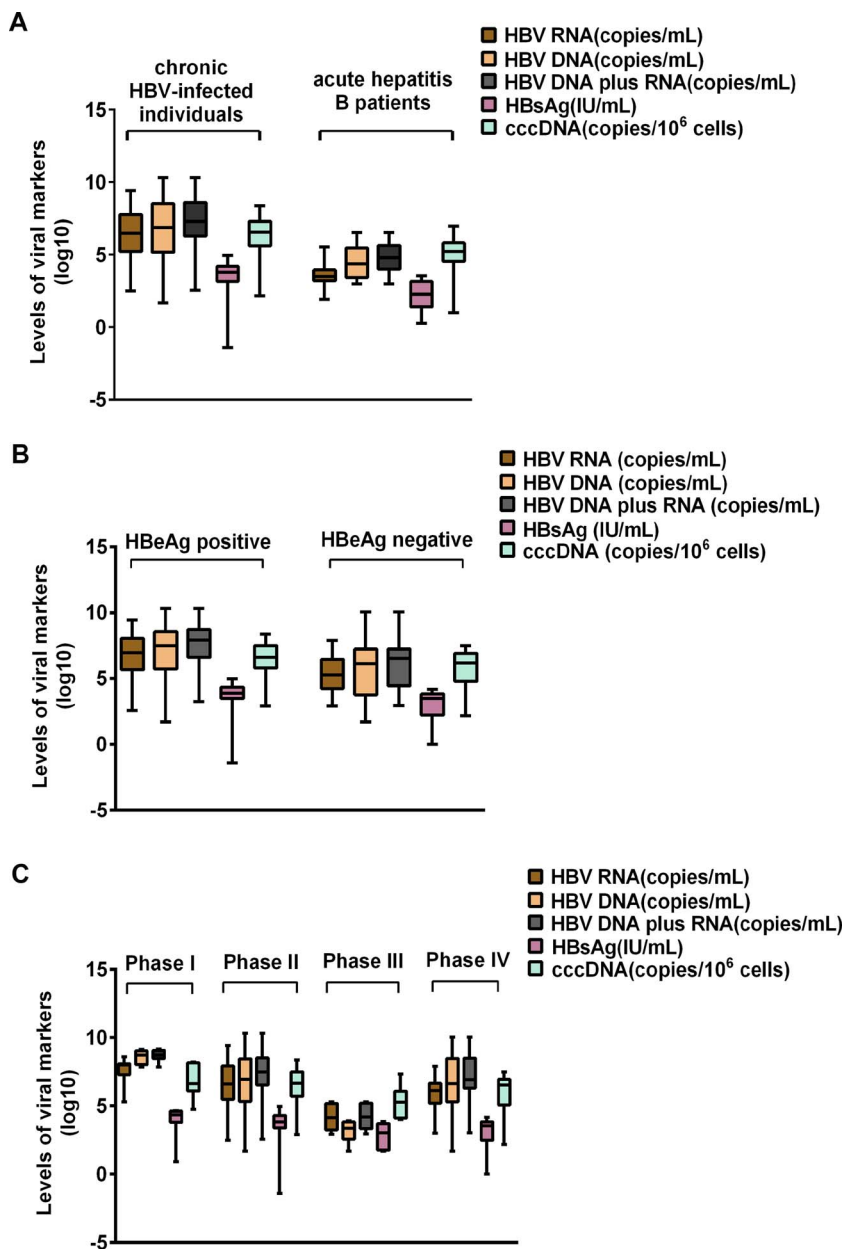 A
chronic
HBV-infected
individuals
acute hepatitis
B patients
HBV RNA(copies/mL)
HBV DNA(copies/mL)
HBV DNA plus RNA(copies/mL)
HBsAg(IU/mL)
cccDNA(copies/10⁶ cells)
Levels of viral markers
(log10)
15
10
5
0
-5
B
HBeAg positive
HBeAg negative
HBV RNA (copies/mL)
HBV DNA (copies/mL)
HBV DNA plus RNA (copies/mL)
HBsAg (IU/mL)
cccDNA (copies/10⁶ cells)
Levels of viral markers
(log10)
15
10
5
0
-5
C
Phase I
Phase II
Phase III
Phase IV
HBV RNA(copies/mL)
HBV DNA(copies/mL)
HBV DNA plus RNA(copies/mL)
HBsAg(IU/mL)
cccDNA(copies/10⁶ cells)
Levels of viral markers
(log10)
15
10
5
0
-5